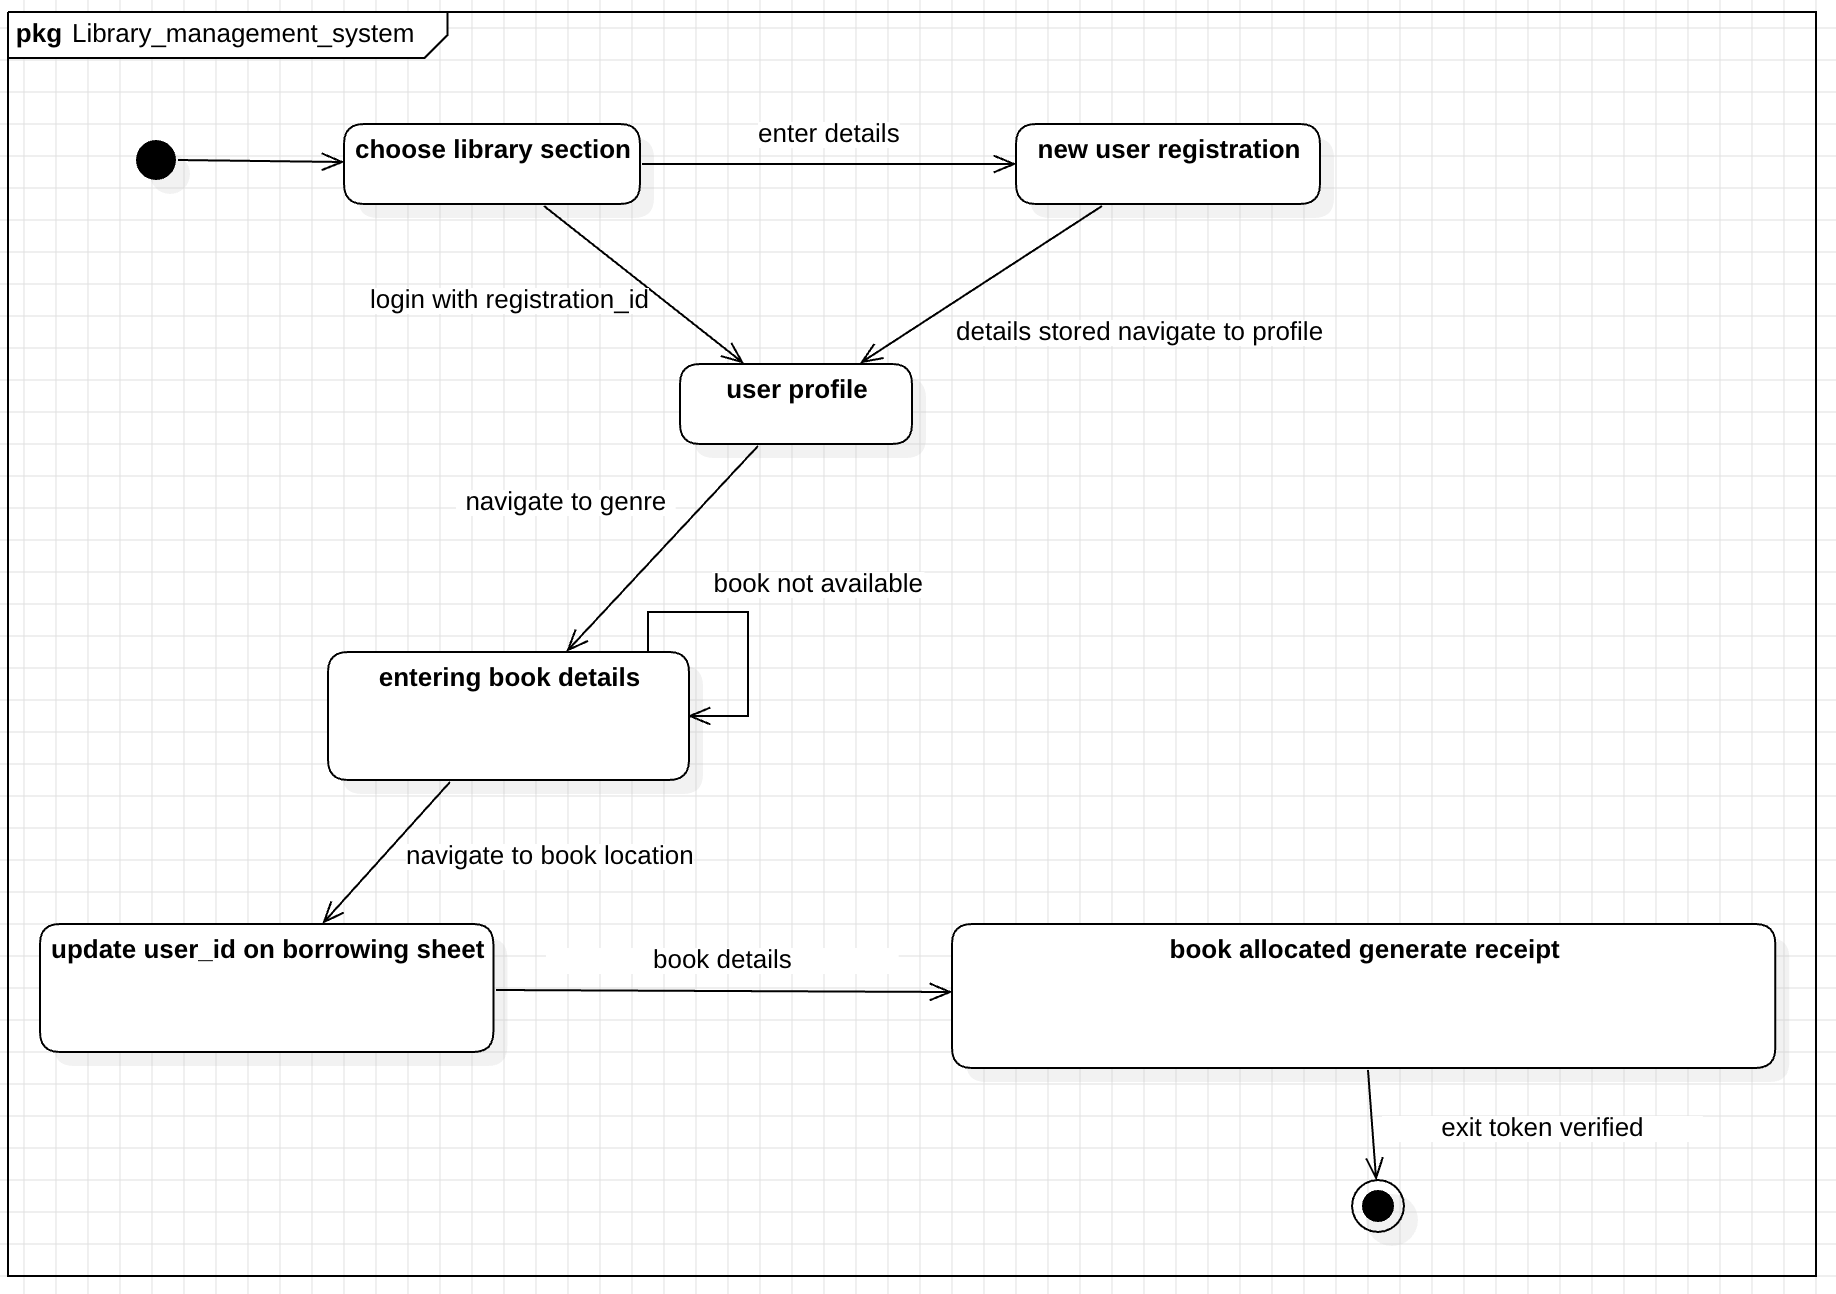 pkg Library_management_system
choose library section
enter details
new user registration
login with registration_id
details stored navigate to profile
user profile
navigate to genre
book not available
entering book details
navigate to book location
update user_id on borrowing sheet
book details
book allocated generate receipt
exit token verified